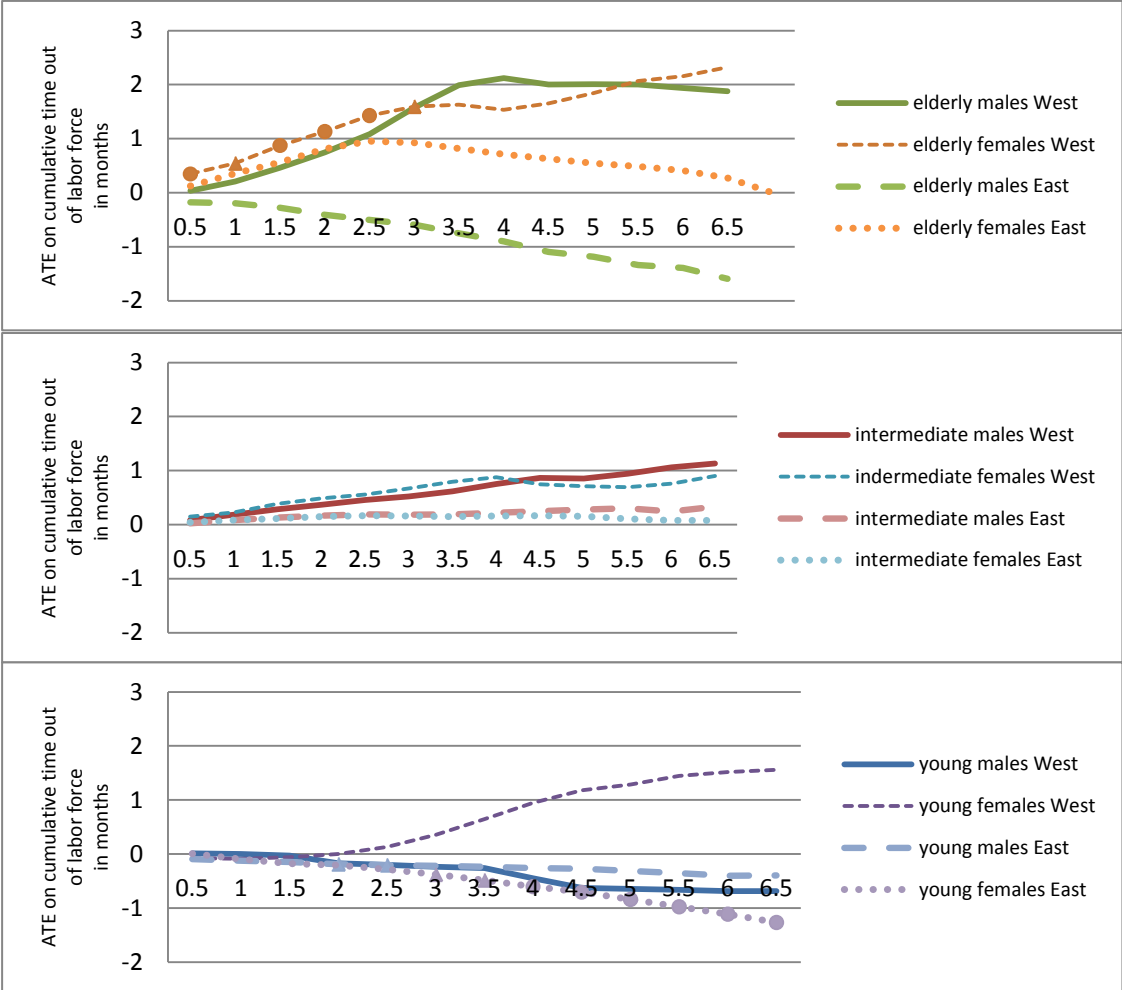 ATE on cumulative time out
of labor force
in months
3
2
1
0
-1
-2
0.5 1 1.5 2 2.5 3 3.5 4 4.5 5 5.5 6 6.5
elderly males West
elderly females West
elderly males East
elderly females East
ATE on cumulative time out
of labor force
in months
3
2
1
0
-1
-2
0.5 1 1.5 2 2.5 3 3.5 4 4.5 5 5.5 6 6.5
intermediate males West
indermediate females West
intermediate males East
intermediate females East
ATE on cumulative time out
of labor force
in months
3
2
1
0
-1
-2
0.5 1 1.5 2 2.5 3 3.5 4 4.5 5 5.5 6 6.5
young males West
young females West
young males East
young females East